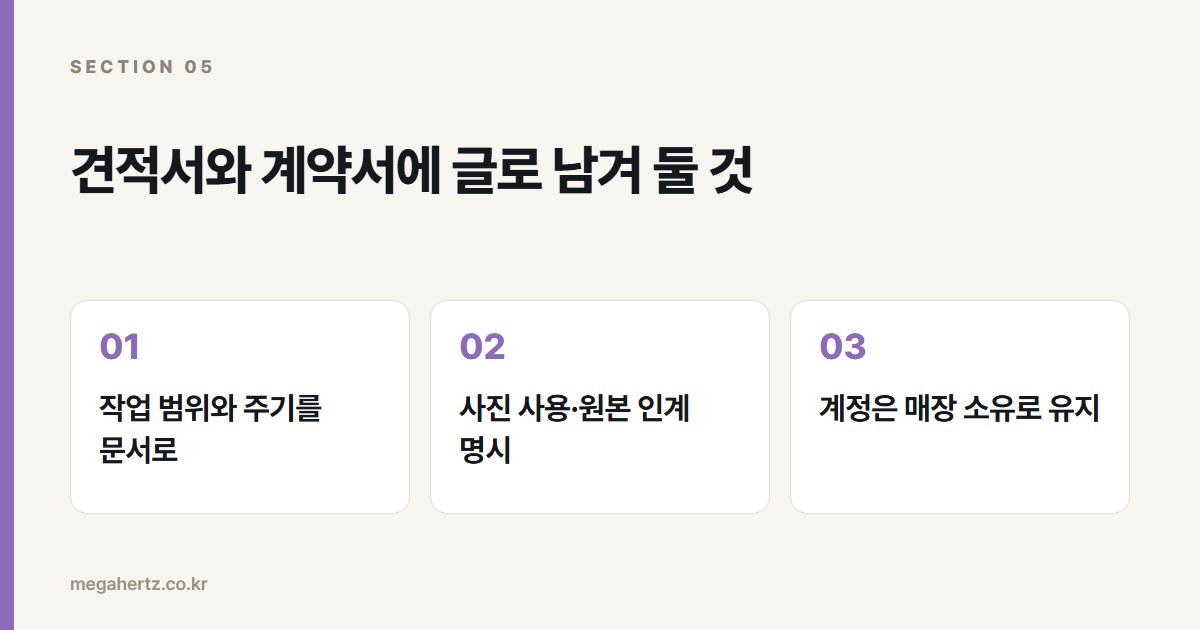 SECTION 05
견적서와 계약서에 글로 남겨 둘 것
01
작업 범위와 주기를
문서로
02
사진 사용·원본 인계
명시
03
계정은 매장 소유로 유지
megahertz.co.kr